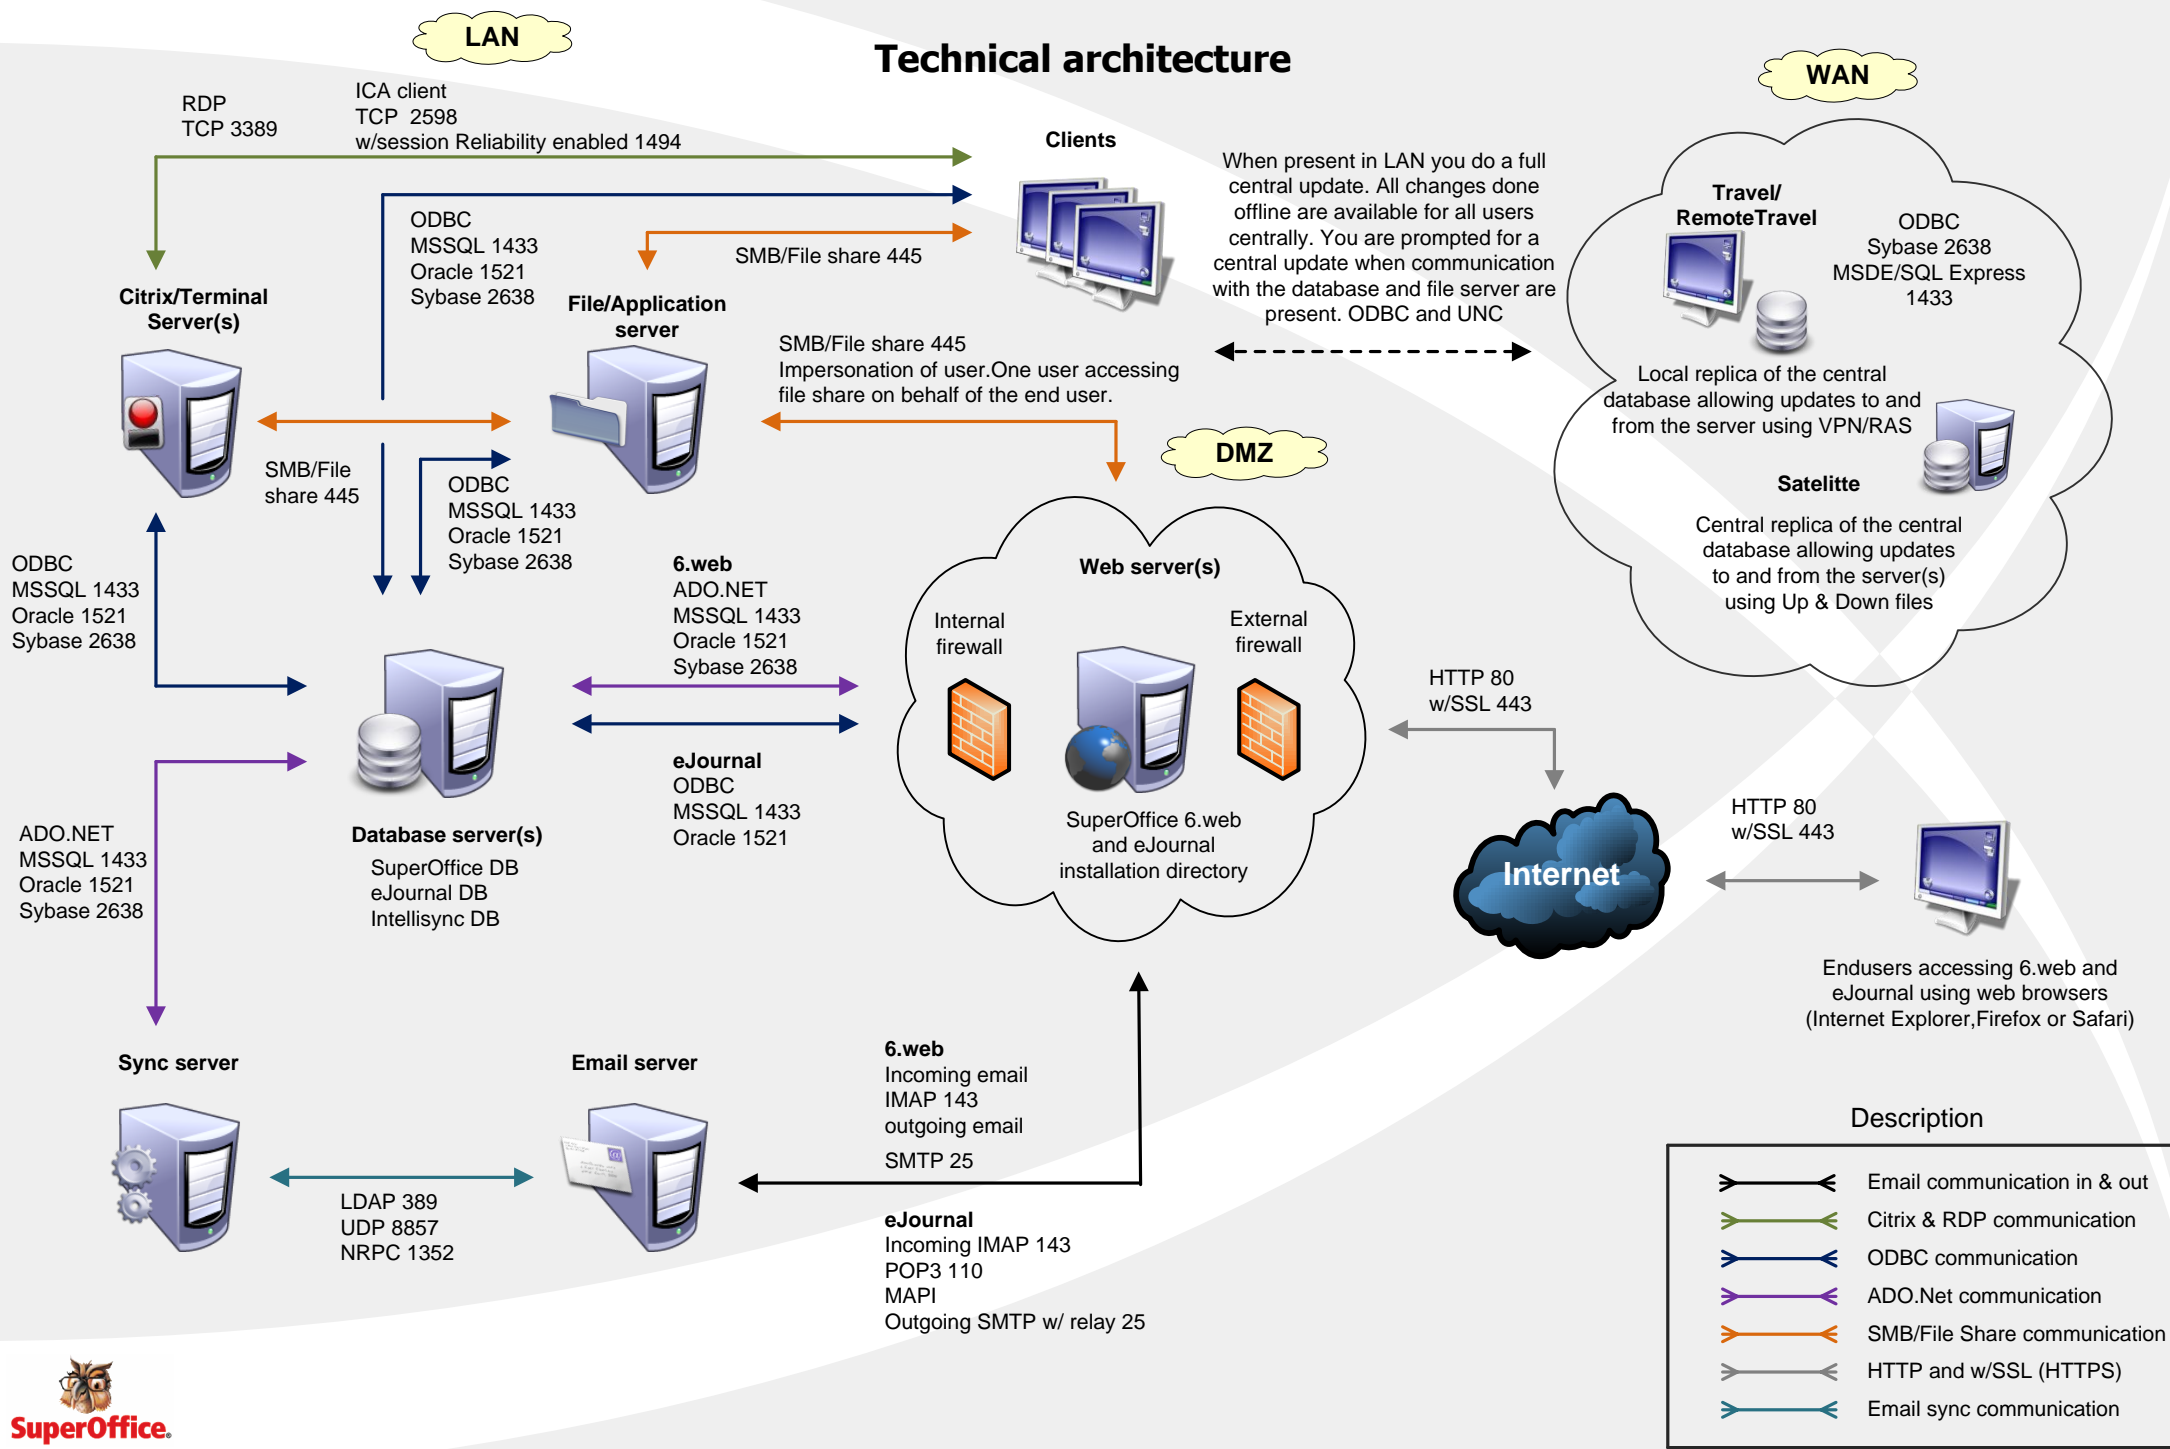 LAN
Technical architecture
WAN
RDP
TCP 3389
ICA client
TCP  2598
w/session Reliability enabled 1494
Clients
When present in LAN you do a full
central update. All changes done
offline are available for all users
centrally. You are prompted for a
central update when communication
with the database and file server are
present. ODBC and UNC
Travel/
RemoteTravel
ODBC
Sybase 2638
MSDE/SQL Express
1433
ODBC
MSSQL 1433
Oracle 1521
Sybase 2638
SMB/File share 445
Citrix/Terminal
Server(s)
File/Application
server
SMB/File share 445
Impersonation of user.One user accessing
file share on behalf of the end user.
Local replica of the central
database allowing updates to and
from the server using VPN/RAS
DMZ
SMB/File
share 445
ODBC
MSSQL 1433
Oracle 1521
Sybase 2638
Satelitte
Central replica of the central
database allowing updates
to and from the server(s)
using Up & Down files
ODBC
MSSQL 1433
Oracle 1521
Sybase 2638
6.web
ADO.NET
MSSQL 1433
Oracle 1521
Sybase 2638
Web server(s)
Internal
firewall
External
firewall
HTTP 80
w/SSL 443
eJournal
ODBC
MSSQL 1433
Oracle 1521
SuperOffice 6.web
and eJournal
installation directory
Database server(s)
SuperOffice DB
eJournal DB
Intellisync DB
ADO.NET
MSSQL 1433
Oracle 1521
Sybase 2638
Internet
HTTP 80
w/SSL 443
Endusers accessing 6.web and
eJournal using web browsers
(Internet Explorer,Firefox or Safari)
Sync server
Email server
6.web
Incoming email
IMAP 143
outgoing email
SMTP 25
LDAP 389
UDP 8857
NRPC 1352
eJournal
Incoming IMAP 143
POP3 110
MAPI
Outgoing SMTP w/ relay 25
Description
Email communication in & out
Citrix & RDP communication
ODBC communication
ADO.Net communication
SMB/File Share communication
HTTP and w/SSL (HTTPS)
Email sync communication
SuperOffice.